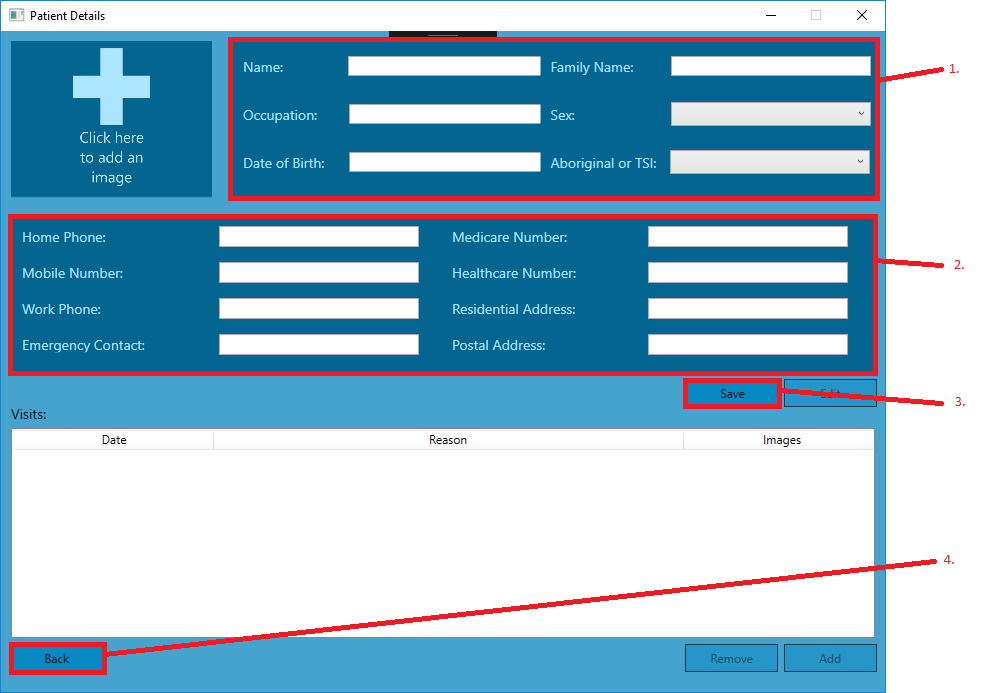 Patient Details
Name: Family Name:
1.
Click here
to add an
image
Occupation: Sex:
Date of Birth: Aboriginal or TSI:
Home Phone: Medicare Number:
2.
Mobile Number: Healthcare Number:
Work Phone: Residential Address:
Emergency Contact: Postal Address:
Save Edit
3.
Visits:
Date Reason Images
4.
Back Remove Add